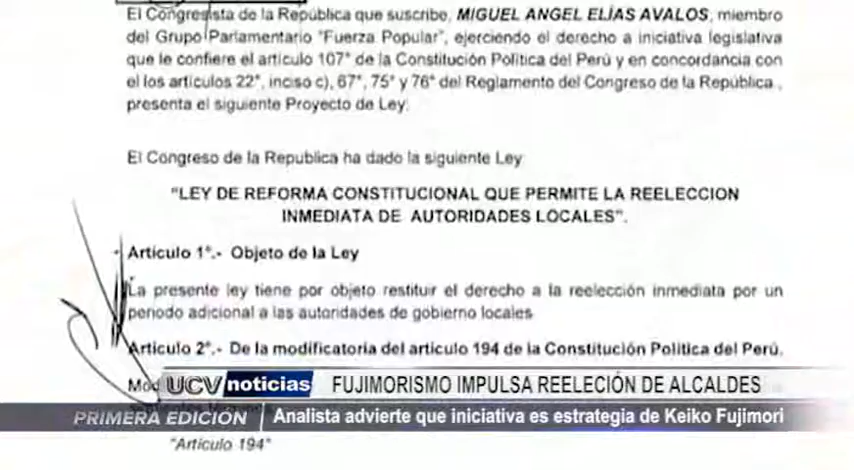 El Congresista de la República que suscribe, MIGUEL ANGEL ELÍAS AVALOS, miembro
del Grupo Parlamentario "Fuerza Popular", ejerciendo el derecho a iniciativa legislativa
que le confiere el artículo 107° de la Constitución Política del Perú y en concordancia con
el los artículos 22°, inciso c), 67°, 75° y 76° del Reglamento del Congreso de la República ,
presenta el siguiente Proyecto de Ley:
El Congreso de la Republica ha dado la siguiente Ley
"LEY DE REFORMA CONSTITUCIONAL QUE PERMITE LA REELECCION
INMEDIATA DE AUTORIDADES LOCALES".
Artículo 1°.- Objeto de la Ley
La presente ley tiene por objeto restituir el derecho a la reelección inmediata por un
periodo adicional a las autoridades de gobierno locales
Artículo 2°.- De la modificatoria del articulo 194 de la Constitución Política del Perú.
UCV noticias FUJIMORISMO IMPULSA REELECIÓN DE ALCALDES
PRIMERA EDICION Analista advierte que iniciativa es estrategia de Keiko Fujimori
"Artículo 194°